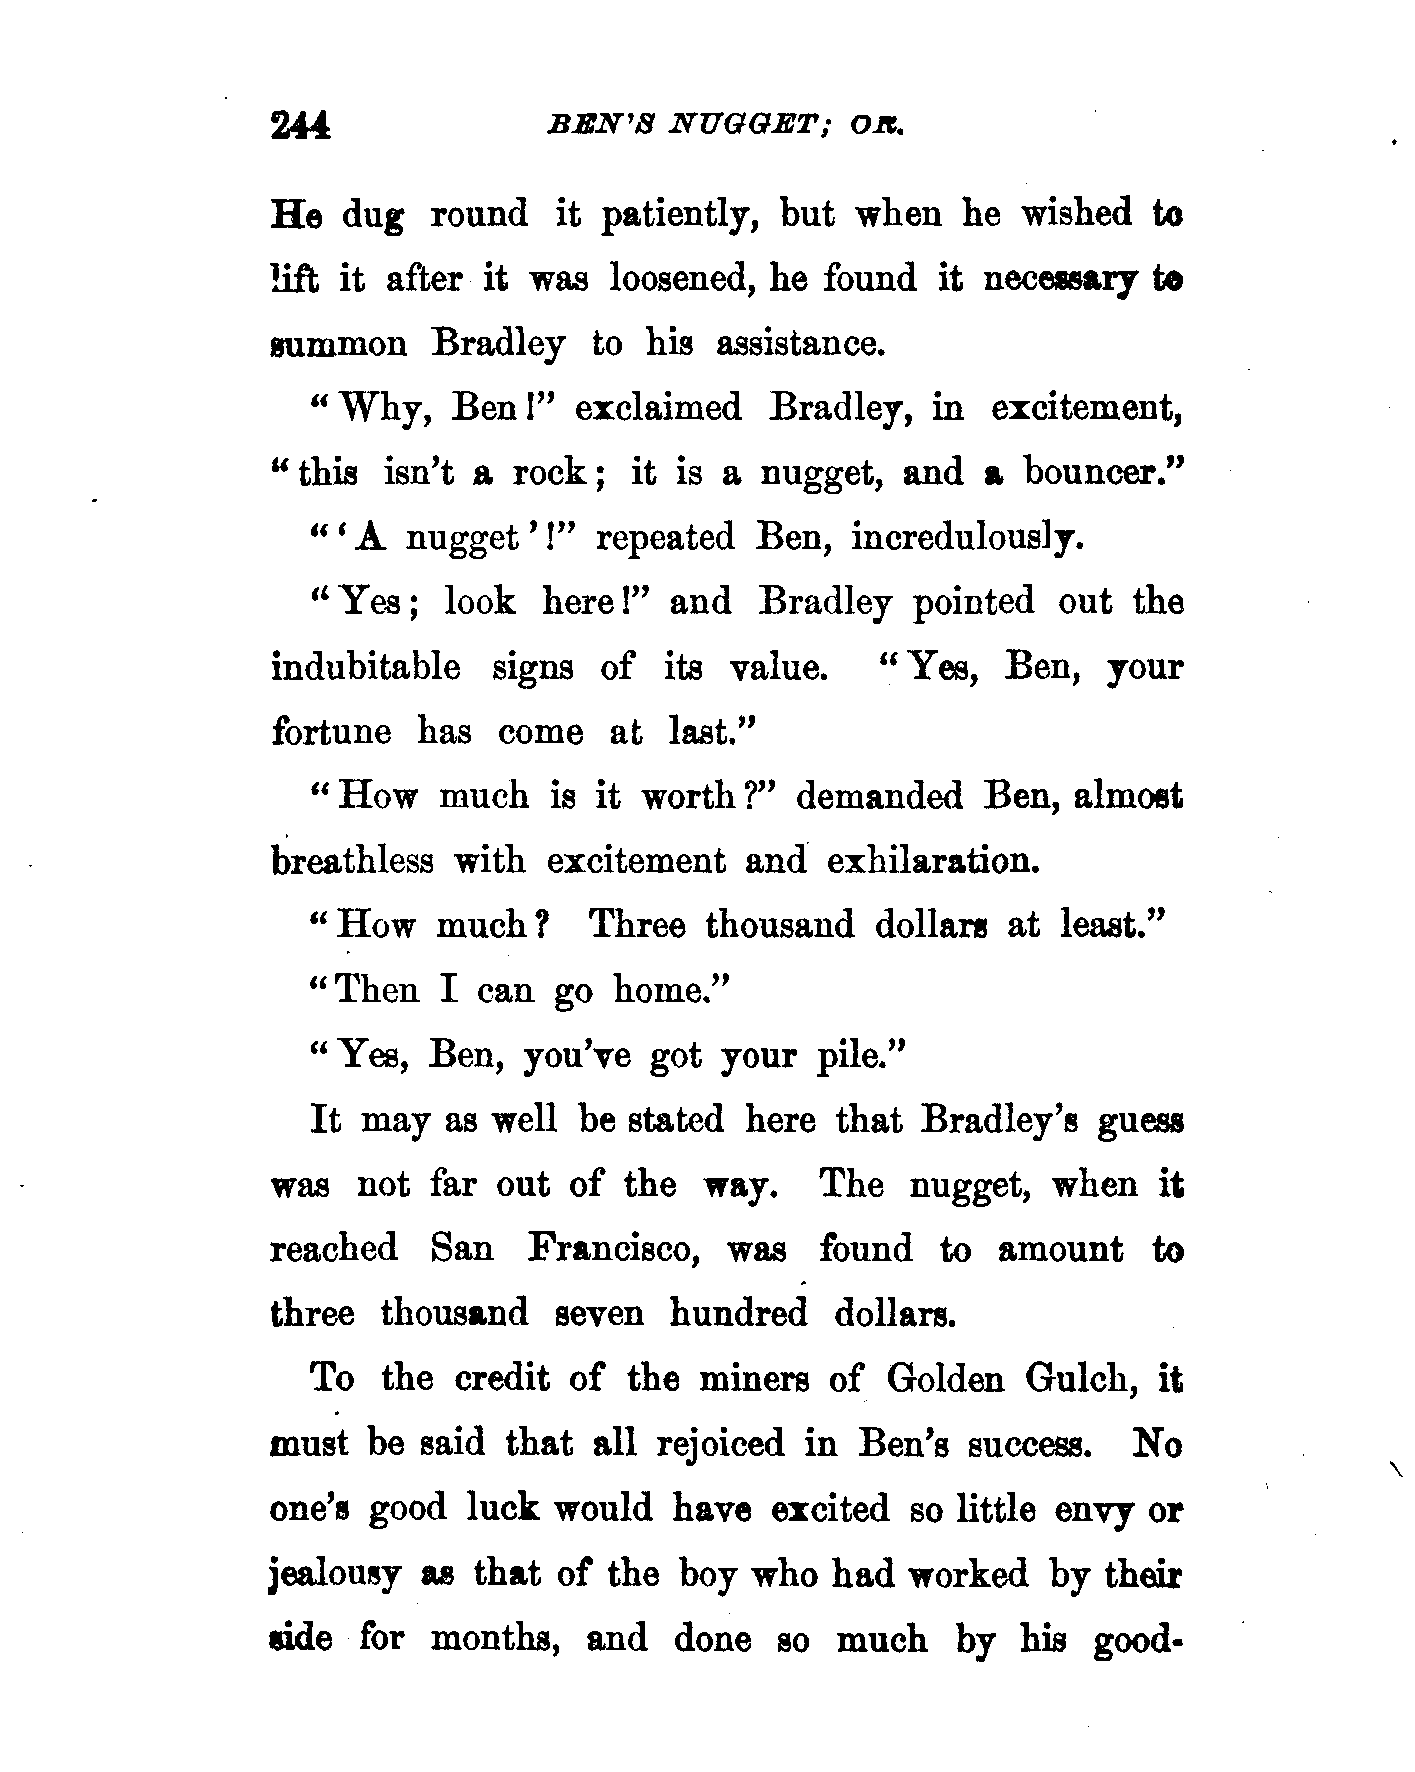 244 BEN'S NUGGET; OR.
He dug round it patiently, but when he wished to
lift it after it was loosened, he found it necessary to
summon Bradley to his assistance.
"Why, Ben!" exclaimed Bradley, in excitement,
"this isn't a rock; it is a nugget, and a bouncer."
"'A nugget'!" repeated Ben, incredulously.
"Yes; look here!" and Bradley pointed out the
indubitable signs of its value. "Yes, Ben, your
fortune has come at last."
"How much is it worth?" demanded Ben, almost
breathless with excitement and exhilaration.
"How much? Three thousand dollars at least."
"Then I can go home."
"Yes, Ben, you've got your pile."
It may as well be stated here that Bradley's guess
was not far out of the way. The nugget, when it
reached San Francisco, was found to amount to
three thousand seven hundred dollars.
To the credit of the miners of Golden Gulch, it
must be said that all rejoiced in Ben's success. No
one's good luck would have excited so little envy or
jealousy as that of the boy who had worked by their
side for months, and done so much by his good-